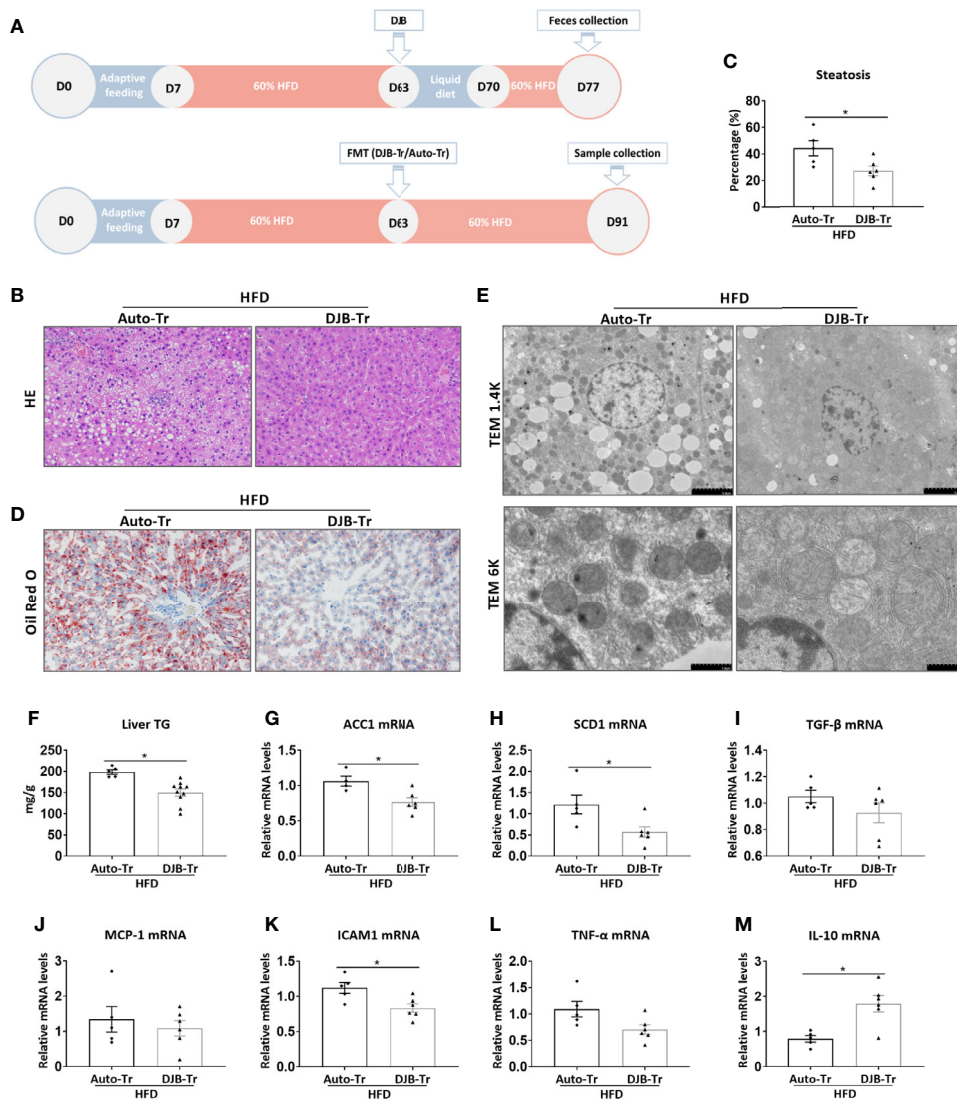 A
DJB
Feces collection
D0
Adaptive
feeding
D7
60% HFD
D63
Liquid
diet
D70
60% HFD
D77
FMT (DJB-Tr/Auto-Tr)
Sample collection
D0
Adaptive
feeding
D7
60% HFD
D63
60% HFD
D91
C
Steatosis
*
Percentage (%)
80
60
40
20
0
Auto-Tr DJB-Tr
HFD
B
HFD
Auto-Tr DJB-Tr
HE
D
HFD
Auto-Tr DJB-Tr
Oil Red O
E
HFD
Auto-Tr DJB-Tr
TEM 1.4K
TEM 6K
F
Liver TG
*
mg/g
250
200
150
100
50
0
Auto-Tr DJB-Tr
HFD
G
ACC1 mRNA
*
Relative mRNA levels
1.5
1.0
0.5
0.0
Auto-Tr DJB-Tr
HFD
H
SCD1 mRNA
*
Relative mRNA levels
2.5
2.0
1.5
1.0
0.5
0.0
Auto-Tr DJB-Tr
HFD
I
TGF-β mRNA
Relative mRNA levels
1.4
1.2
1.0
0.8
0.6
Auto-Tr DJB-Tr
HFD
J
MCP-1 mRNA
Relative mRNA levels
3
2
1
0
Auto-Tr DJB-Tr
HFD
K
ICAM1 mRNA
*
Relative mRNA levels
1.5
1.0
0.5
0.0
Auto-Tr DJB-Tr
HFD
L
TNF-α mRNA
Relative mRNA levels
2.0
1.5
1.0
0.5
0.0
Auto-Tr DJB-Tr
HFD
M
IL-10 mRNA
*
Relative mRNA levels
3
2
1
0
Auto-Tr DJB-Tr
HFD